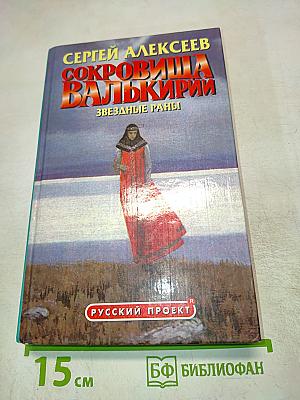 СЕРГЕЙ АЛЕКСЕЕВ
СОКРОВИЩА
ВАЛЬКИРИИ
ЗВЕЗДНЫЕ РАНЫ
РУССКИЙ ПРОЕКТ®
15 см
БФ БИБЛИОФАН